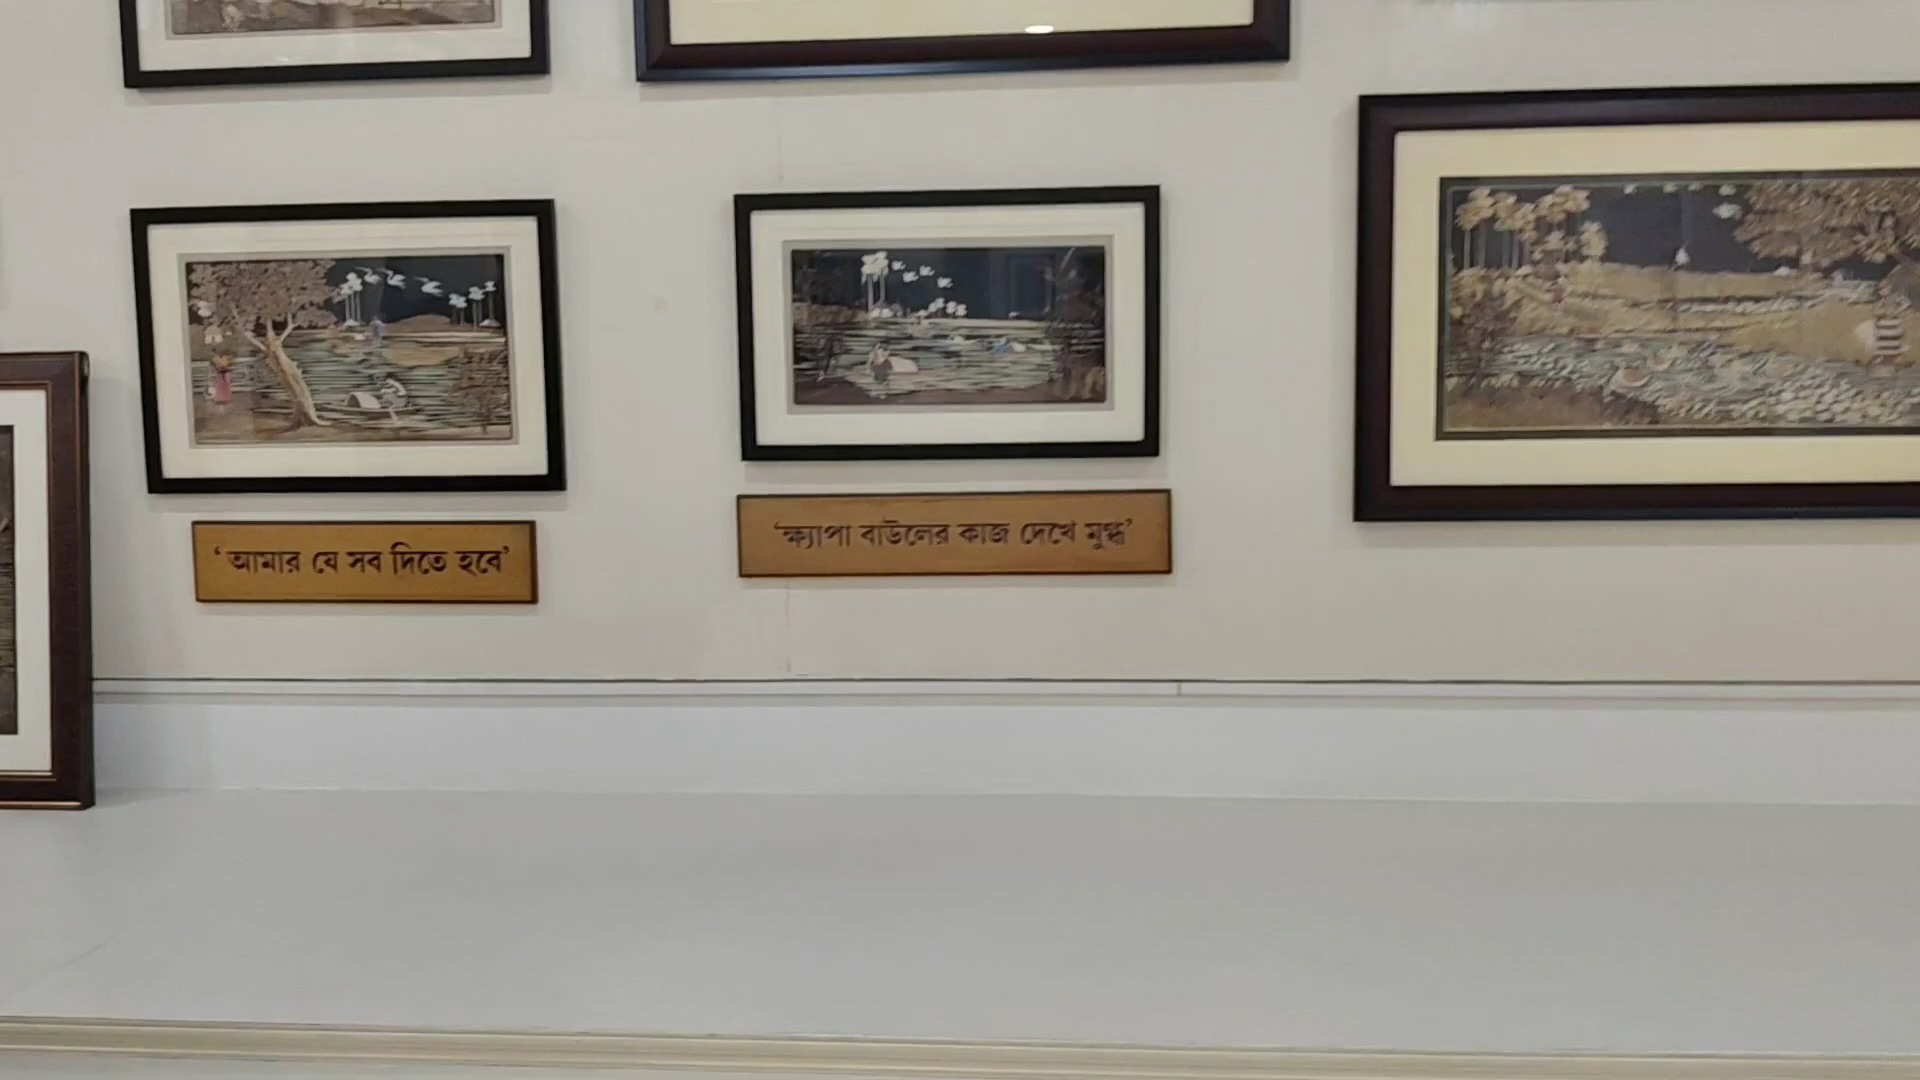 ‘আমার যে সব দিতে হবে’
‘ক্ষ্যাপা বাউলের কাজ দেখে মুগ্ধ’